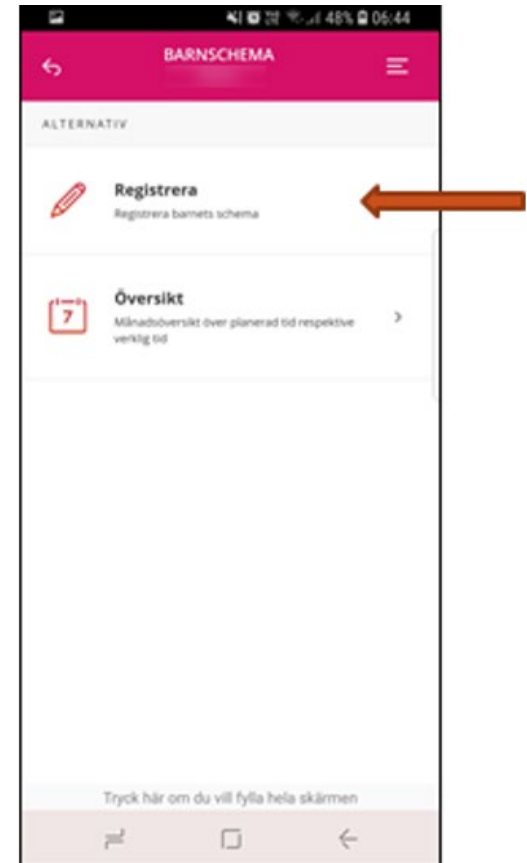 48% 06:44
BARNSCHEMA
ALTERNATIV
Registrera
Registrera barnets schema
7
Översikt
Månadsöversikt över planerad tid respektive
verklig tid
Tryck här om du vill fylla hela skärmen